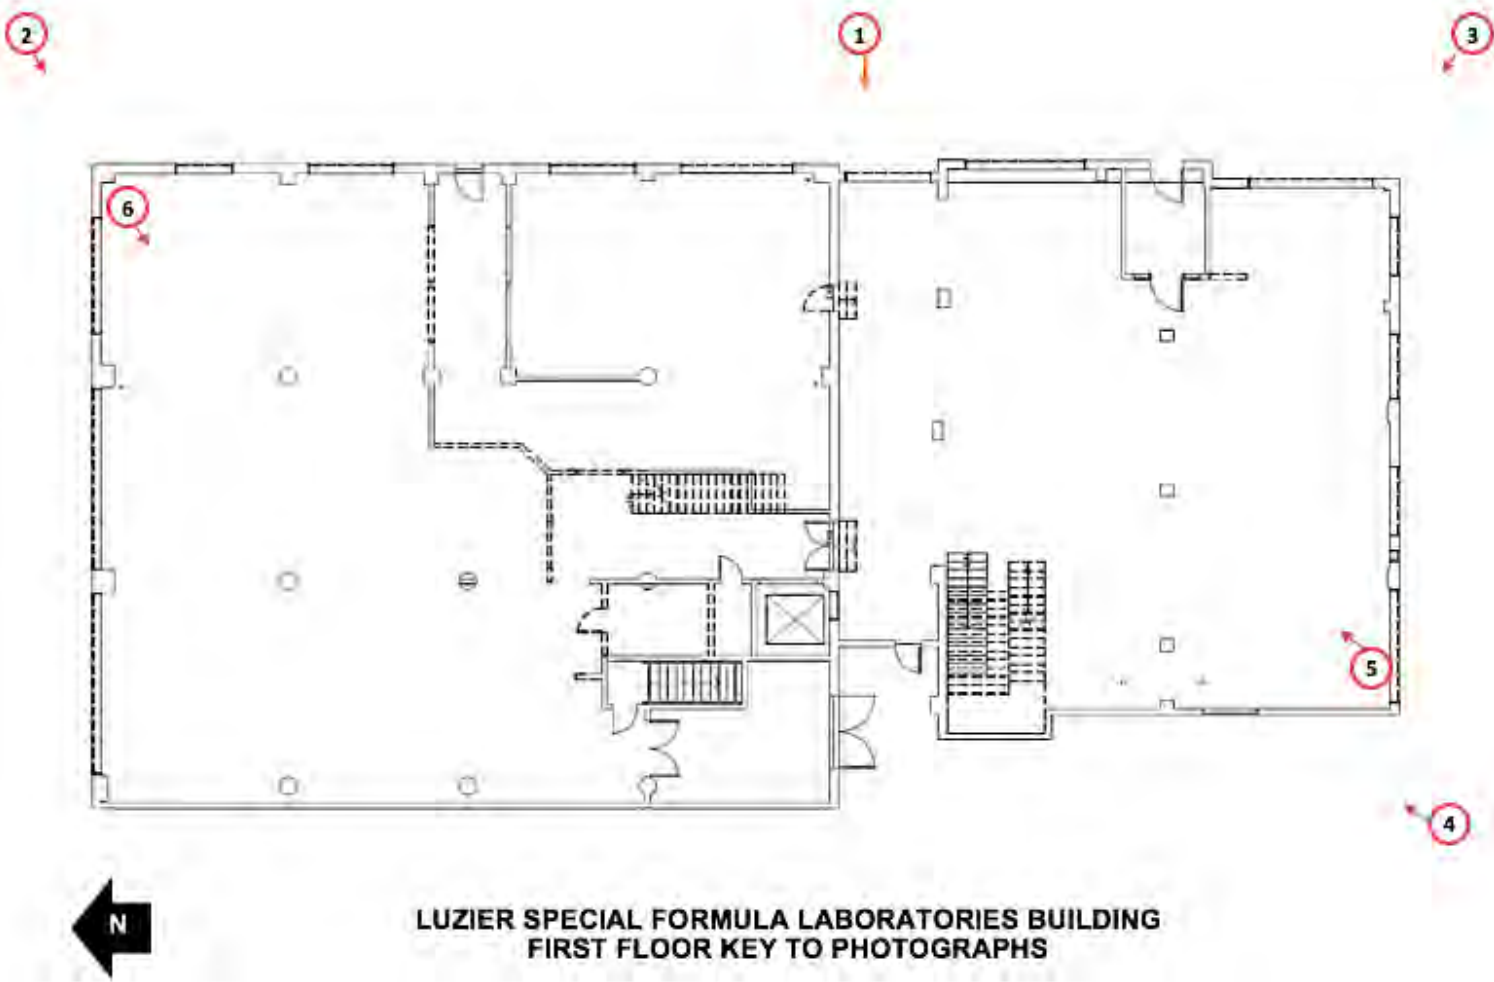 2
1
3
6
5
4
N
LUZIER SPECIAL FORMULA LABORATORIES BUILDING
FIRST FLOOR KEY TO PHOTOGRAPHS